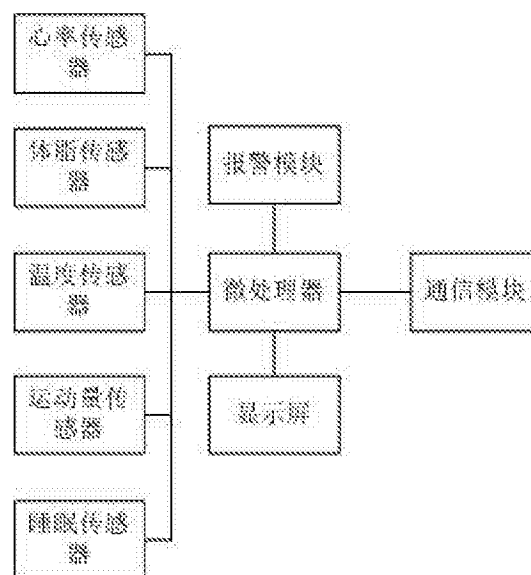 心率传感
器
体脂传感
器
报警模块
温度传感
器
微处理器
通信模块
运动量传
感器
显示屏
睡眠传感
器